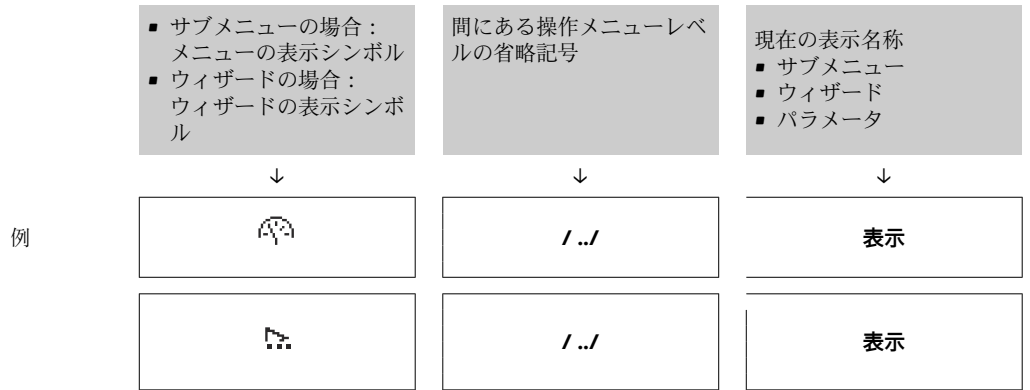 ▪ サブメニューの場合：
メニューの表示シンボル
▪ ウィザードの場合：
ウィザードの表示シンボ
ル
間にある操作メニューレベ
ルの省略記号
現在の表示名称
▪ サブメニュー
▪ ウィザード
▪ パラメータ
↓ ↓ ↓
例
/ ../
表示
/ ../
表示